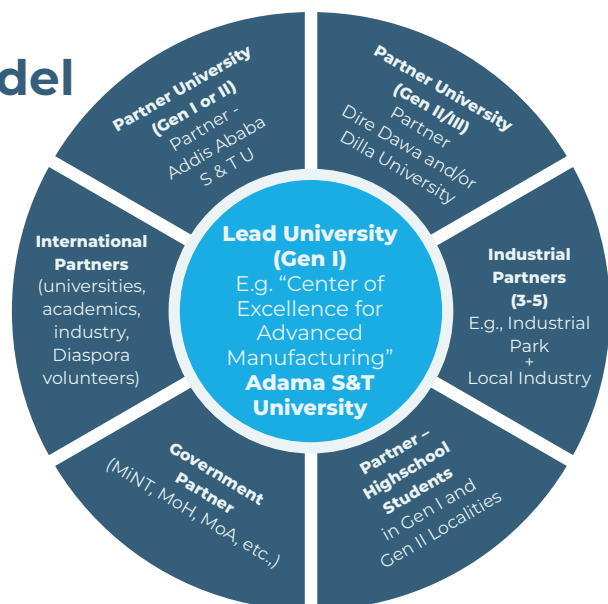 del
Partner University
(Gen I or II)
Partner -
Addis Ababa
S & T U
Partner University
(Gen II/III)
Partner
Dire Dawa and/or
Dilla University
International
Partners
(universities,
academics,
industry,
Diaspora
volunteers)
Lead University
(Gen I)
E.g. “Center of
Excellence for
Advanced
Manufacturing”
Adama S&T
University
Industrial
Partners
(3-5)
E.g., Industrial
Park
+
Local Industry
Government
Partner
(MiNT, MoH, MoA, etc.,)
Partner –
Highschool
Students
in Gen I and
Gen II Localities